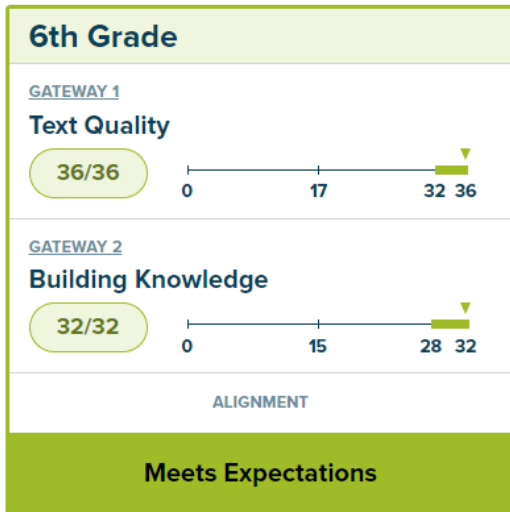 6th Grade
GATEWAY 1
Text Quality
36/36
0 17 32 36
GATEWAY 2
Building Knowledge
32/32
0 15 28 32
ALIGNMENT
Meets Expectations